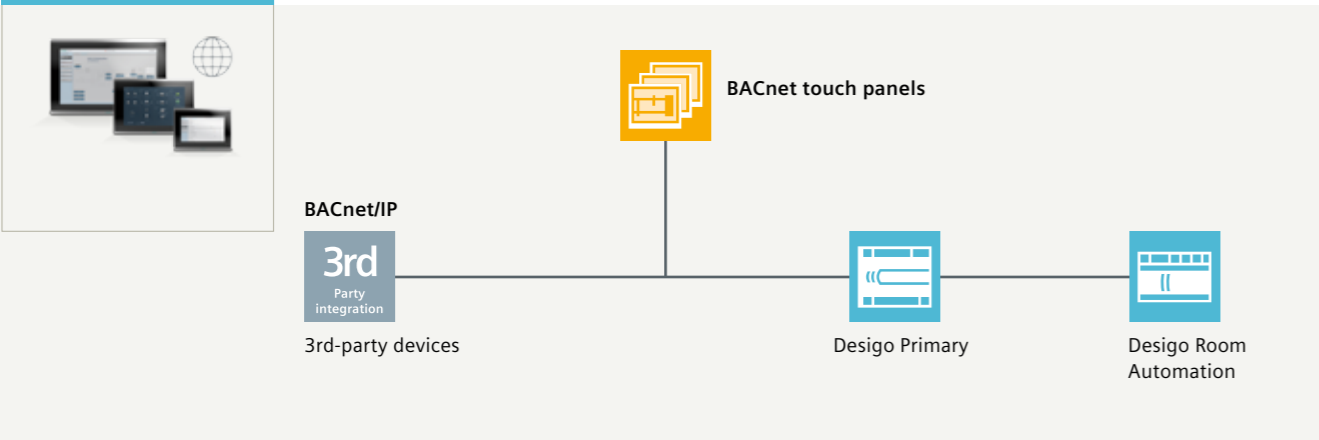 BACnet touch panels
BACnet/IP
3rd
Party
integration
3rd-party devices
Desigo Primary
Desigo Room
Automation